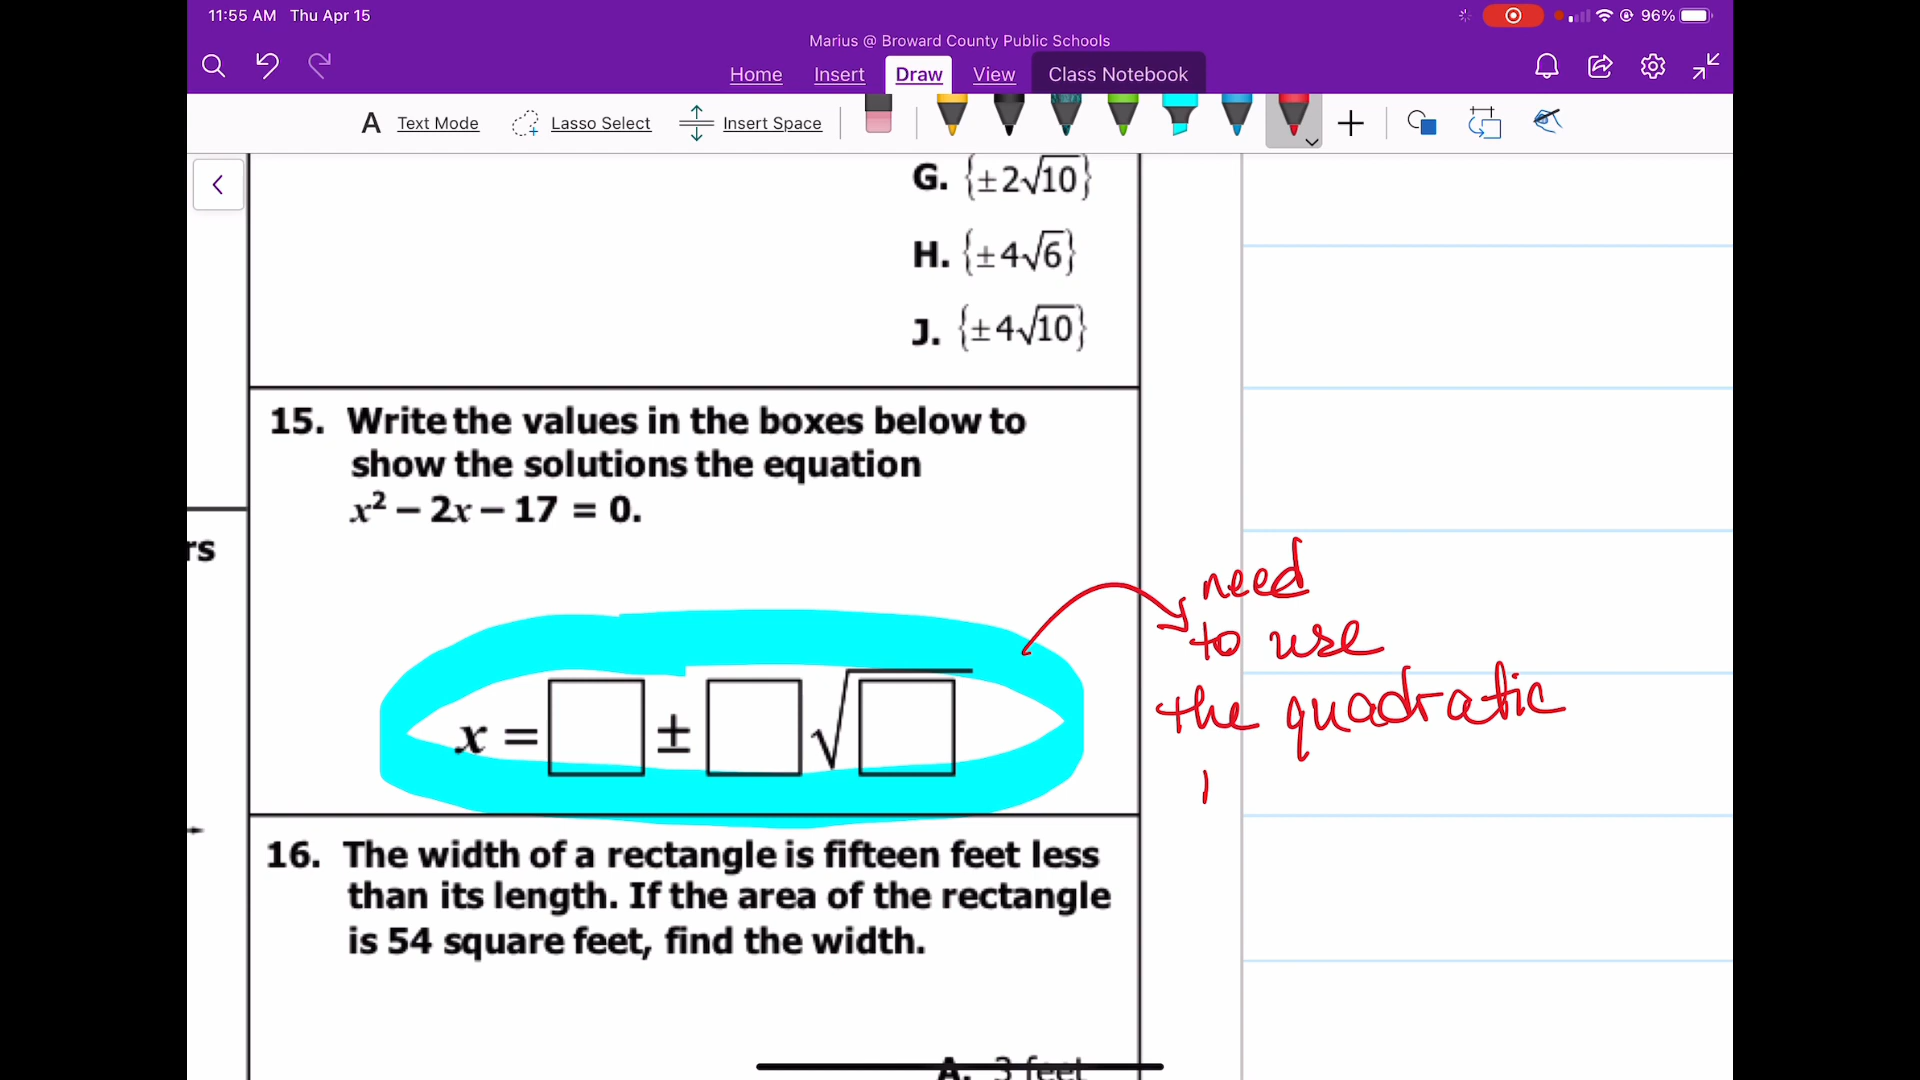 11:55 AM Thu Apr 15
96%
Marius @ Broward County Public Schools
Home Insert Draw View Class Notebook
A Text Mode Lasso Select Insert Space
G. {±2√10}
H. {±4√6}
J. {±4√10}
15. Write the values in the boxes below to
show the solutions the equation
x² – 2x – 17 = 0.
rs
need
to use
the quadratic
x = ± √
16. The width of a rectangle is fifteen feet less
than its length. If the area of the rectangle
is 54 square feet, find the width.
A. 3 feet